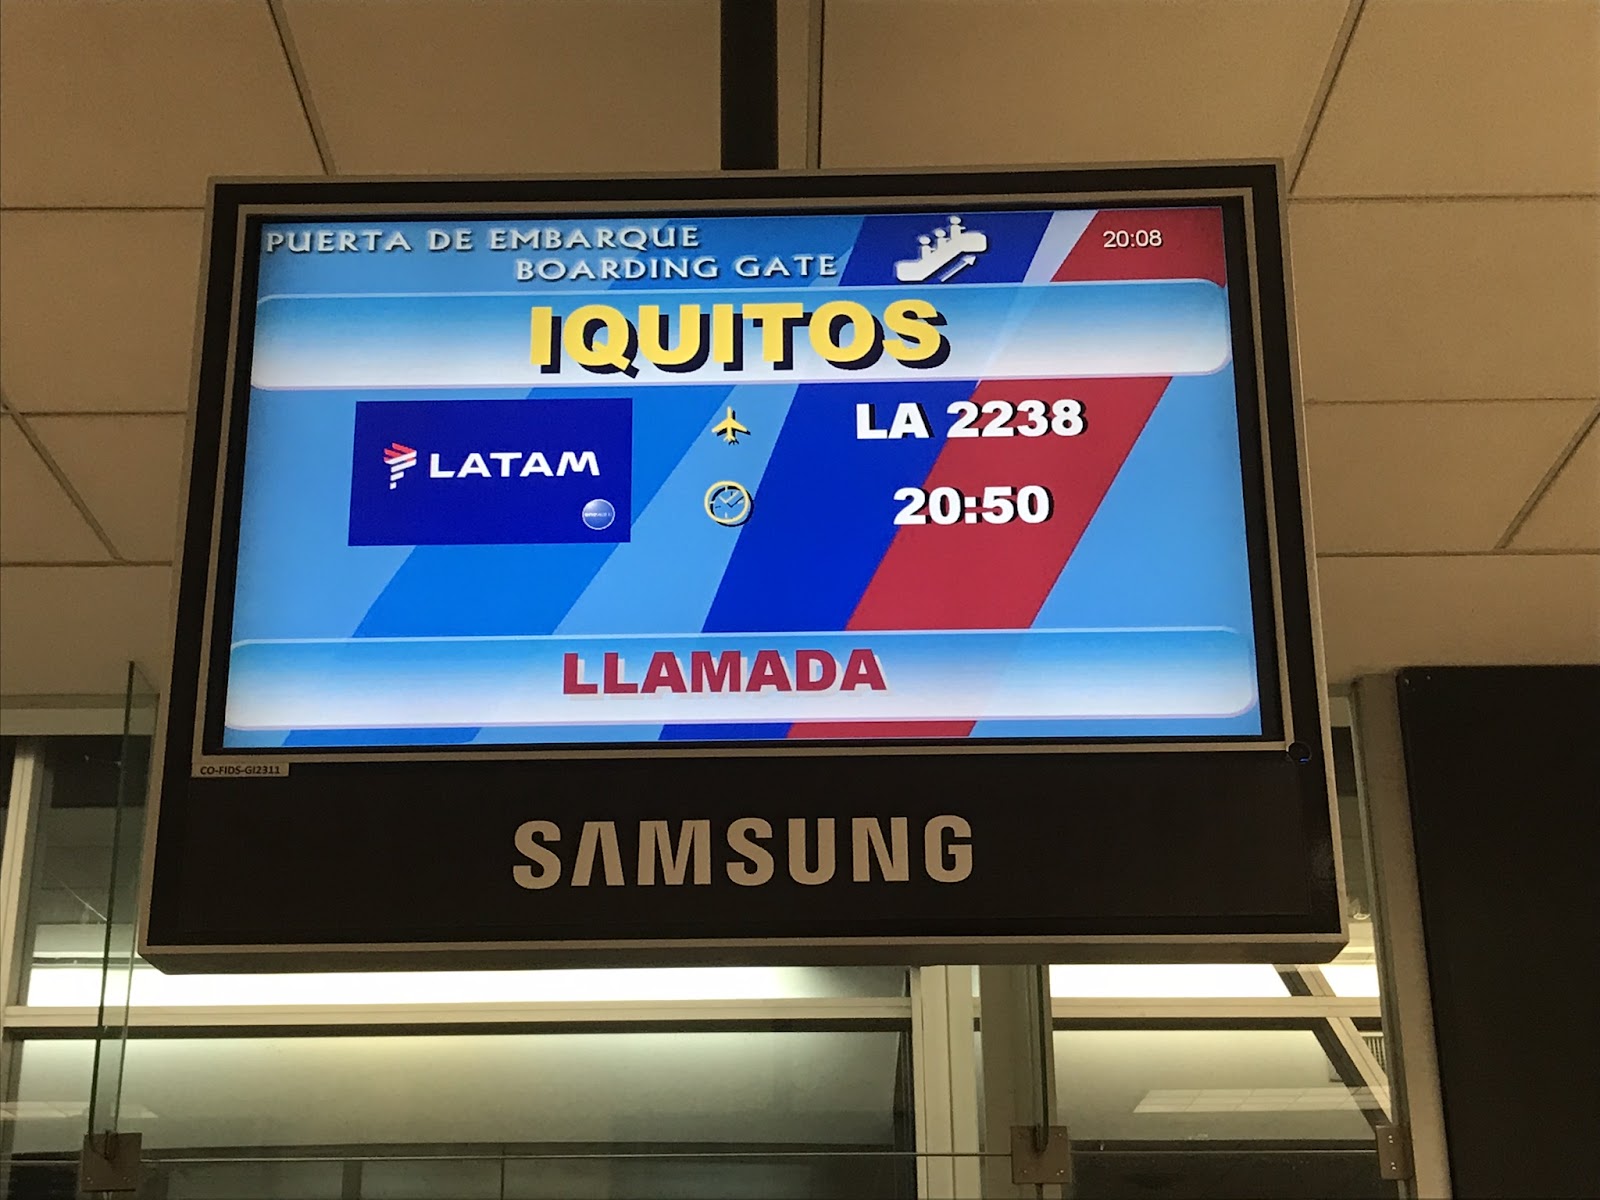 PUERTA DE EMBARQUE
BOARDING GATE
20:08
IQUITOS
LATAM
LA 2238
20:50
LLAMADA
CO-FIDS-GI2311
SAMSUNG